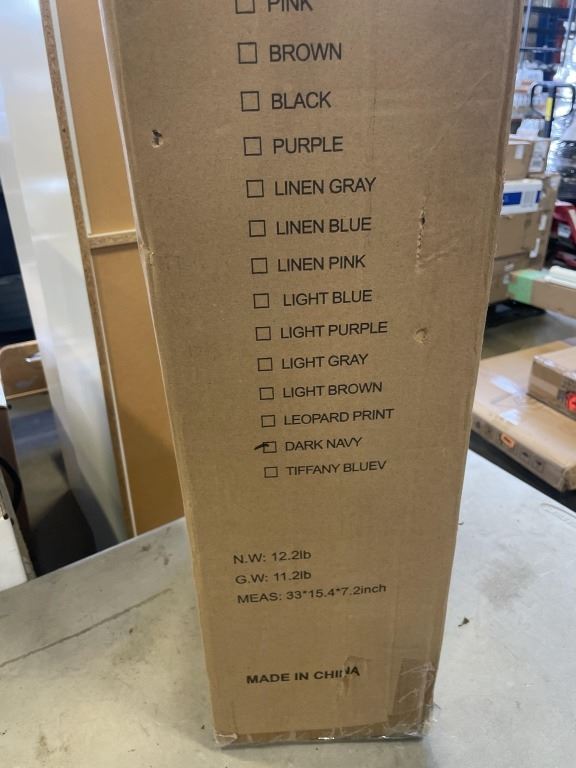 PINK
BROWN
BLACK
PURPLE
LINEN GRAY
LINEN BLUE
LINEN PINK
LIGHT BLUE
LIGHT PURPLE
LIGHT GRAY
LIGHT BROWN
LEOPARD PRINT
DARK NAVY
TIFFANY BLUEV
N.W: 12.2lb
G.W: 11.2lb
MEAS: 33*15.4*7.2inch
MADE IN CHINA